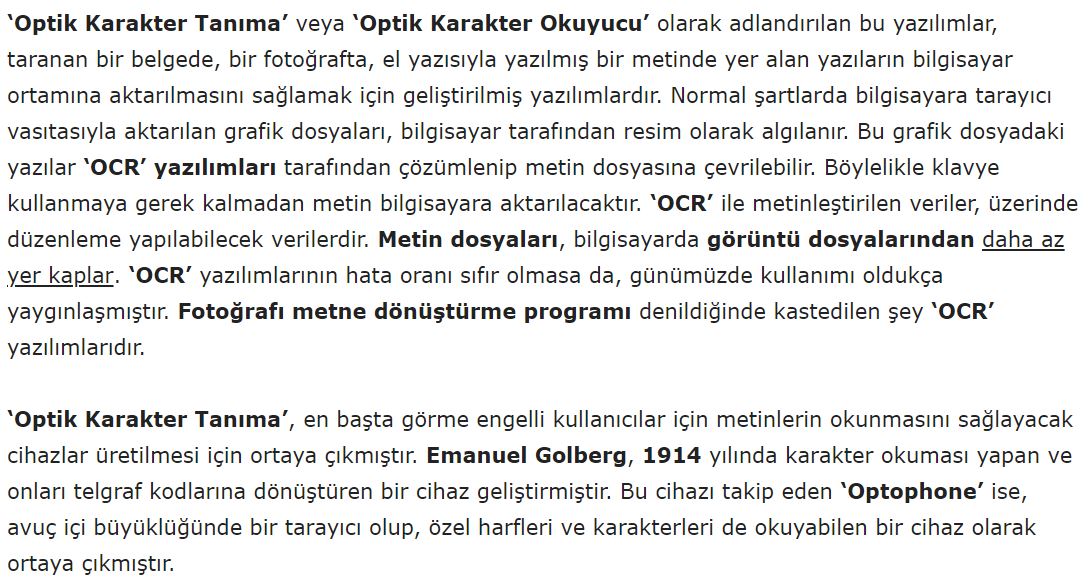 ‘Optik Karakter Tanıma’ veya ‘Optik Karakter Okuyucu’ olarak adlandırılan bu yazılımlar,
taranan bir belgede, bir fotoğrafta, el yazısıyla yazılmış bir metinde yer alan yazıların bilgisayar
ortamına aktarılmasını sağlamak için geliştirilmiş yazılımlardır. Normal şartlarda bilgisayara tarayıcı
vasıtasıyla aktarılan grafik dosyaları, bilgisayar tarafından resim olarak algılanır. Bu grafik dosyadaki
yazılar ‘OCR’ yazılımları tarafından çözümlenip metin dosyasına çevrilebilir. Böylelikle klavye
kullanmaya gerek kalmadan metin bilgisayara aktarılacaktır. ‘OCR’ ile metinleştirilen veriler, üzerinde
düzenleme yapılabilecek verilerdir. Metin dosyaları, bilgisayarda görüntü dosyalarından daha az
yer kaplar. ‘OCR’ yazılımlarının hata oranı sıfır olmasa da, günümüzde kullanımı oldukça
yaygınlaşmıştır. Fotoğrafı metne dönüştürme programı denildiğinde kastedilen şey ‘OCR’
yazılımlarıdır.

‘Optik Karakter Tanıma’, en başta görme engelli kullanıcılar için metinlerin okunmasını sağlayacak
cihazlar üretilmesi için ortaya çıkmıştır. Emanuel Golberg, 1914 yılında karakter okuması yapan ve
onları telgraf kodlarına dönüştüren bir cihaz geliştirmiştir. Bu cihazı takip eden ‘Optophone’ ise,
avuç içi büyüklüğünde bir tarayıcı olup, özel harfleri ve karakterleri de okuyabilen bir cihaz olarak
ortaya çıkmıştır.